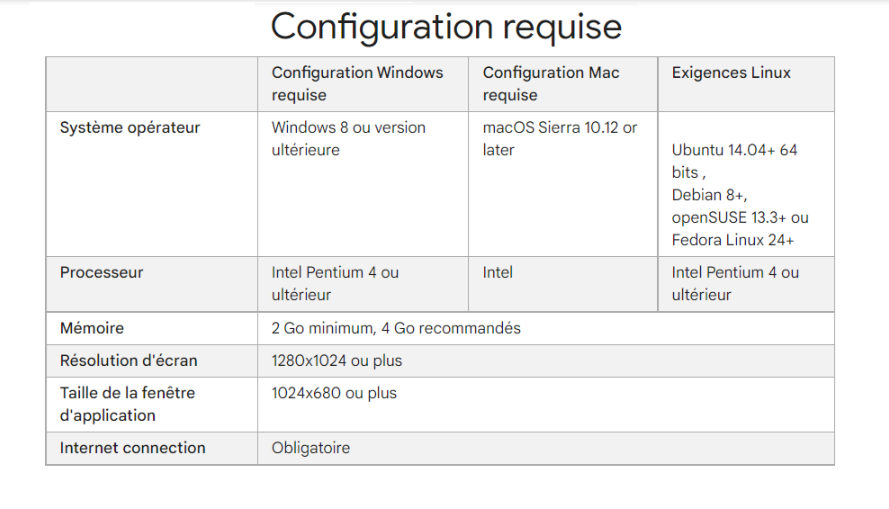 Configuration requise
Configuration Windows requise
Configuration Mac requise
Exigences Linux
Système opérateur
Windows 8 ou version ultérieure
macOS Sierra 10.12 or later
Ubuntu 14.04+ 64 bits ,
Debian 8+,
openSUSE 13.3+ ou
Fedora Linux 24+
Processeur
Intel Pentium 4 ou ultérieur
Intel
Intel Pentium 4 ou ultérieur
Mémoire
2 Go minimum, 4 Go recommandés
Résolution d'écran
1280x1024 ou plus
Taille de la fenêtre d'application
1024x680 ou plus
Internet connection
Obligatoire